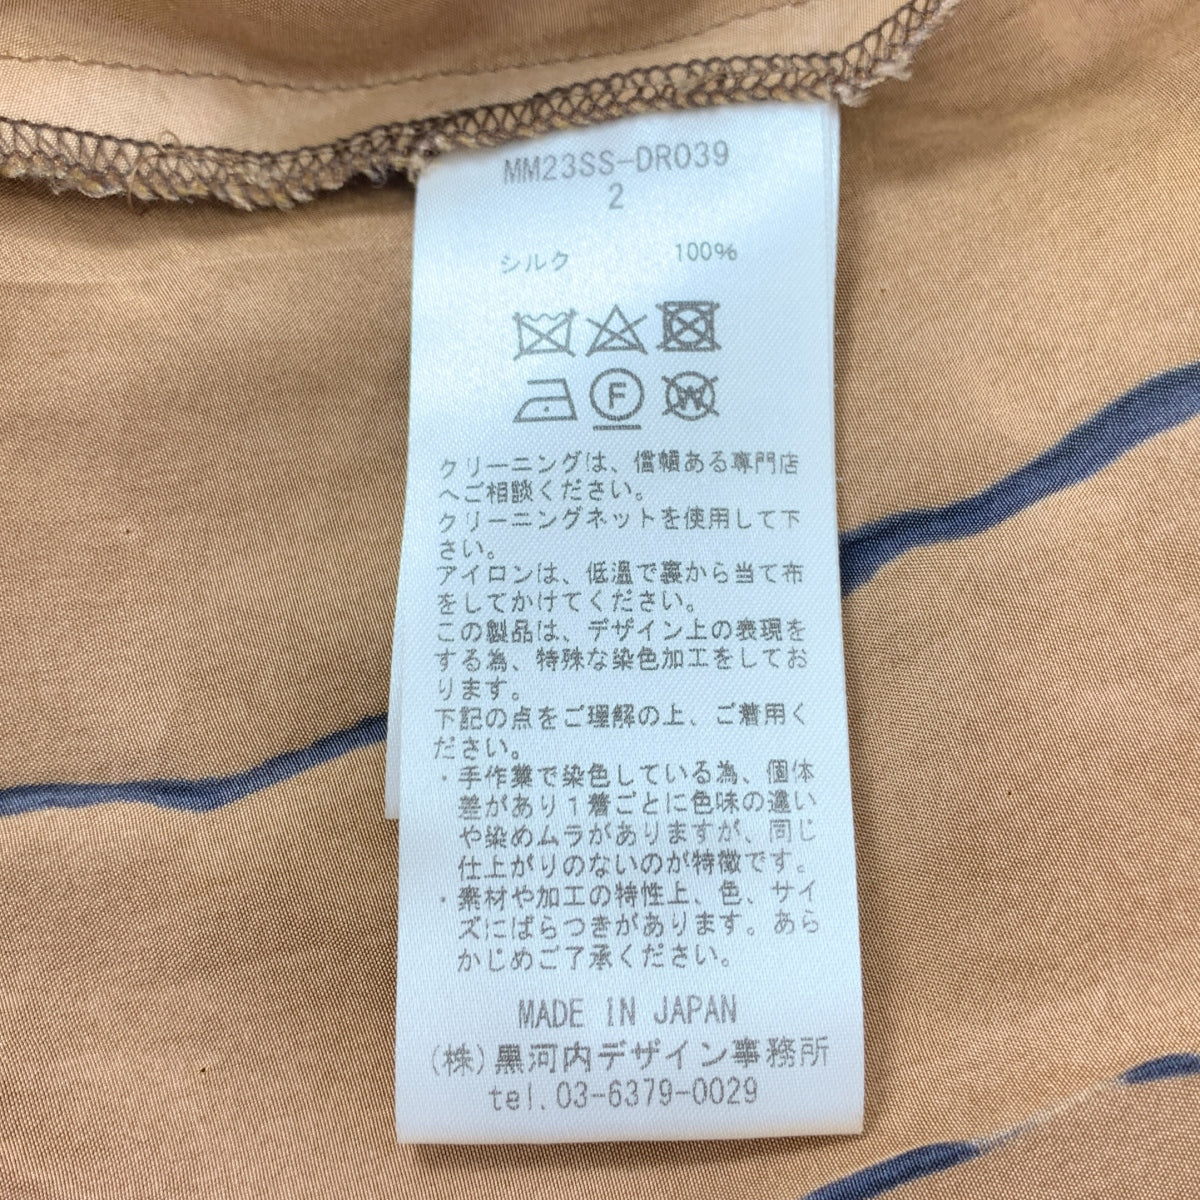 MM23SS-DR039
2
シルク 100%
F
W
クリーニングは、信頼ある専門店
へご相談ください。
クリーニングネットを使用して下
さい。
アイロンは、低温で裏から当て布
をしてかけてください。
この製品は、デザイン上の表現を
する為、特殊な染色加工をしてお
ります。
下記の点をご理解の上、ご着用く
ださい。
・手作業で染色している為、個体
差があり1着ごとに色味の違い
や染めムラがありますが、同じ
仕上がりのないのが特徴です。
・素材や加工の特性上、色、サイ
ズにばらつきがあります。あら
かじめご了承ください。
MADE IN JAPAN
(株)黒河内デザイン事務所
tel.03-6379-0029